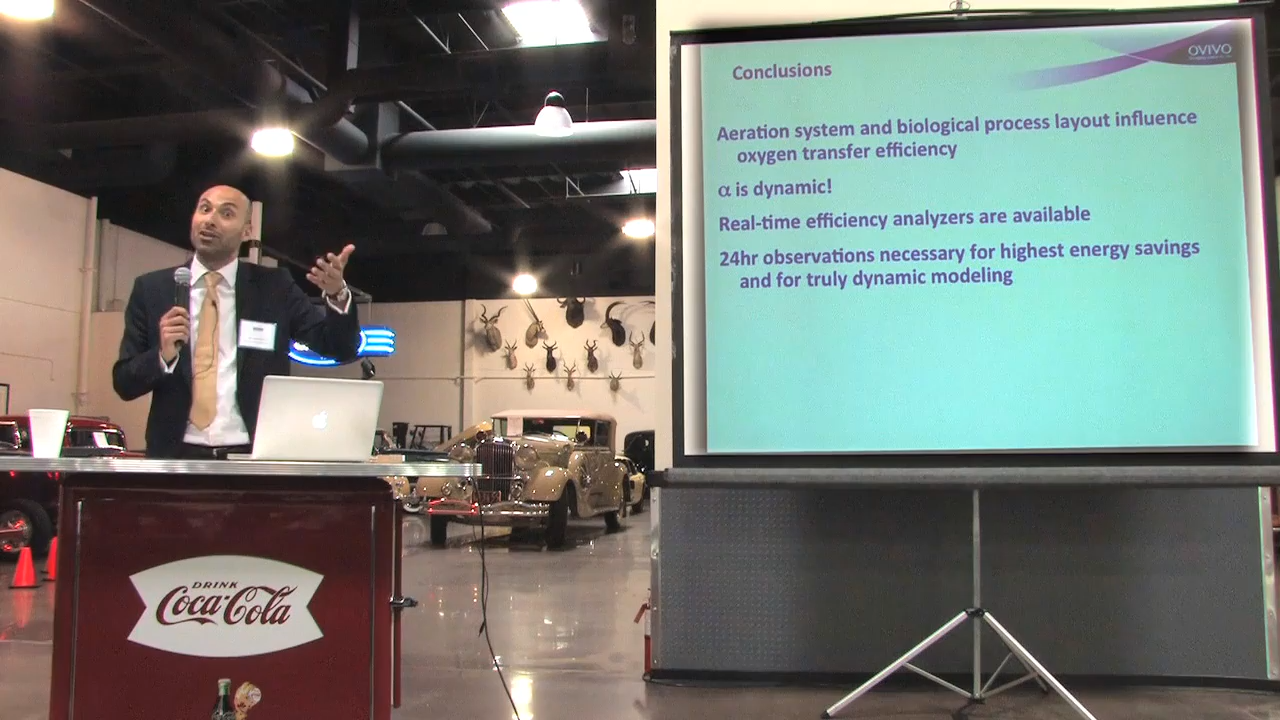 OVIVO
Conclusions
Aeration system and biological process layout influence
oxygen transfer efficiency
α is dynamic!
Real-time efficiency analyzers are available
24hr observations necessary for highest energy savings
and for truly dynamic modeling
DRINK
Coca-Cola